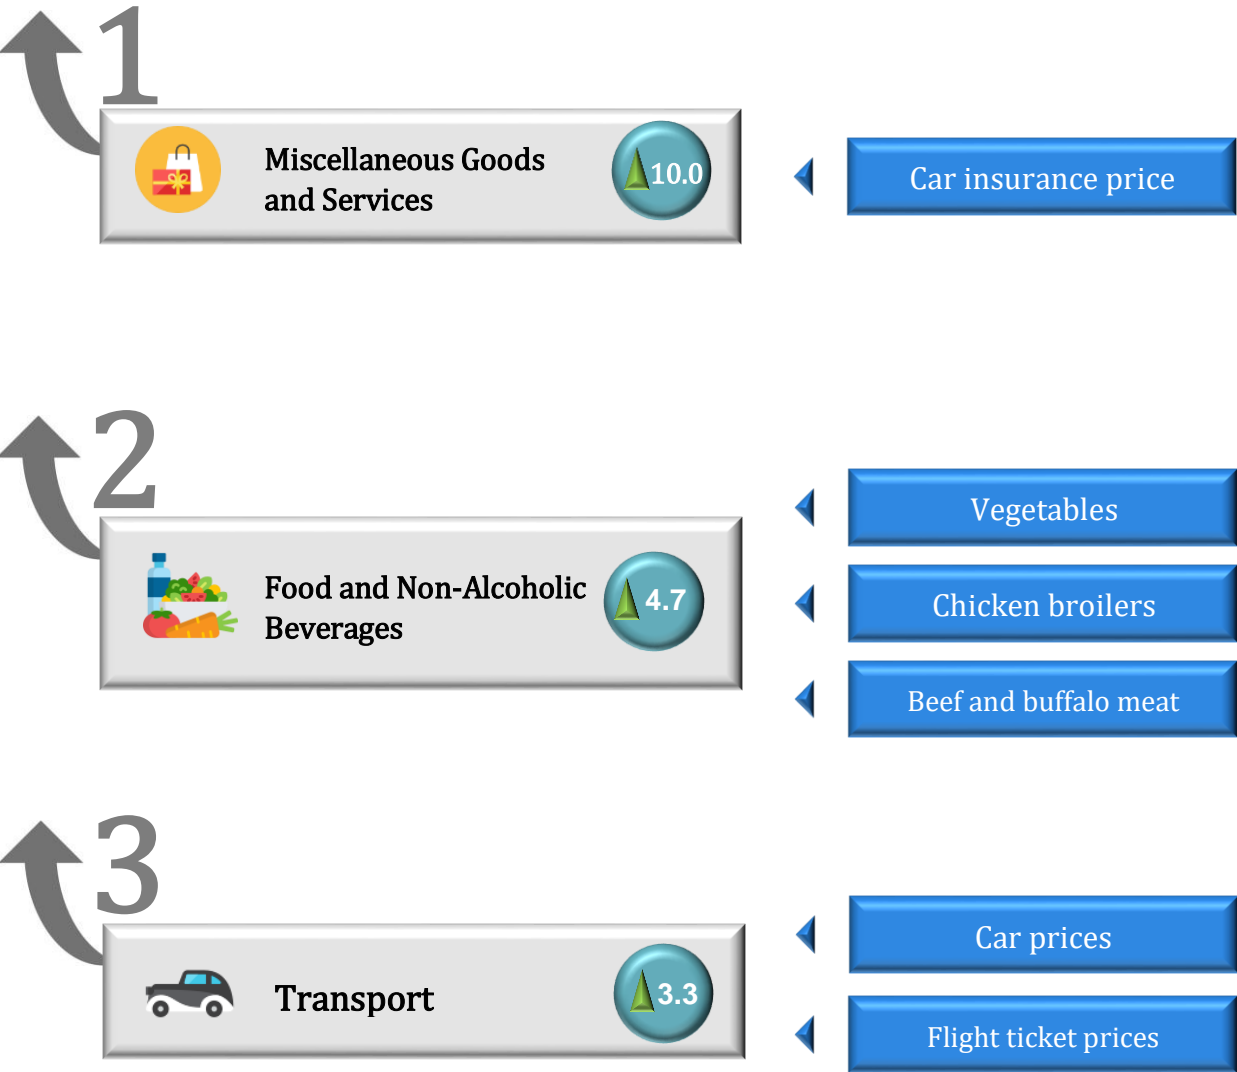 1
Miscellaneous Goods
and Services
10.0
Car insurance price
2
Food and Non-Alcoholic
Beverages
4.7
Vegetables
Chicken broilers
Beef and buffalo meat
3
Transport
3.3
Car prices
Flight ticket prices